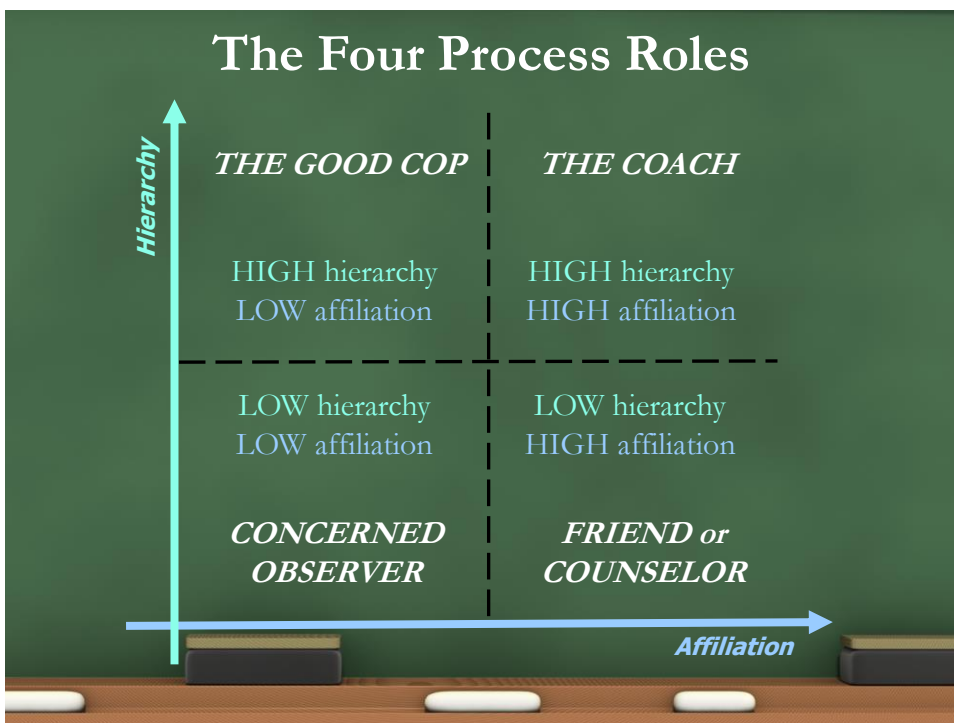 The Four Process Roles
Hierarchy
THE GOOD COP
THE COACH
HIGH hierarchy
LOW affiliation
HIGH hierarchy
HIGH affiliation
LOW hierarchy
LOW affiliation
LOW hierarchy
HIGH affiliation
CONCERNED
OBSERVER
FRIEND or
COUNSELOR
Affiliation